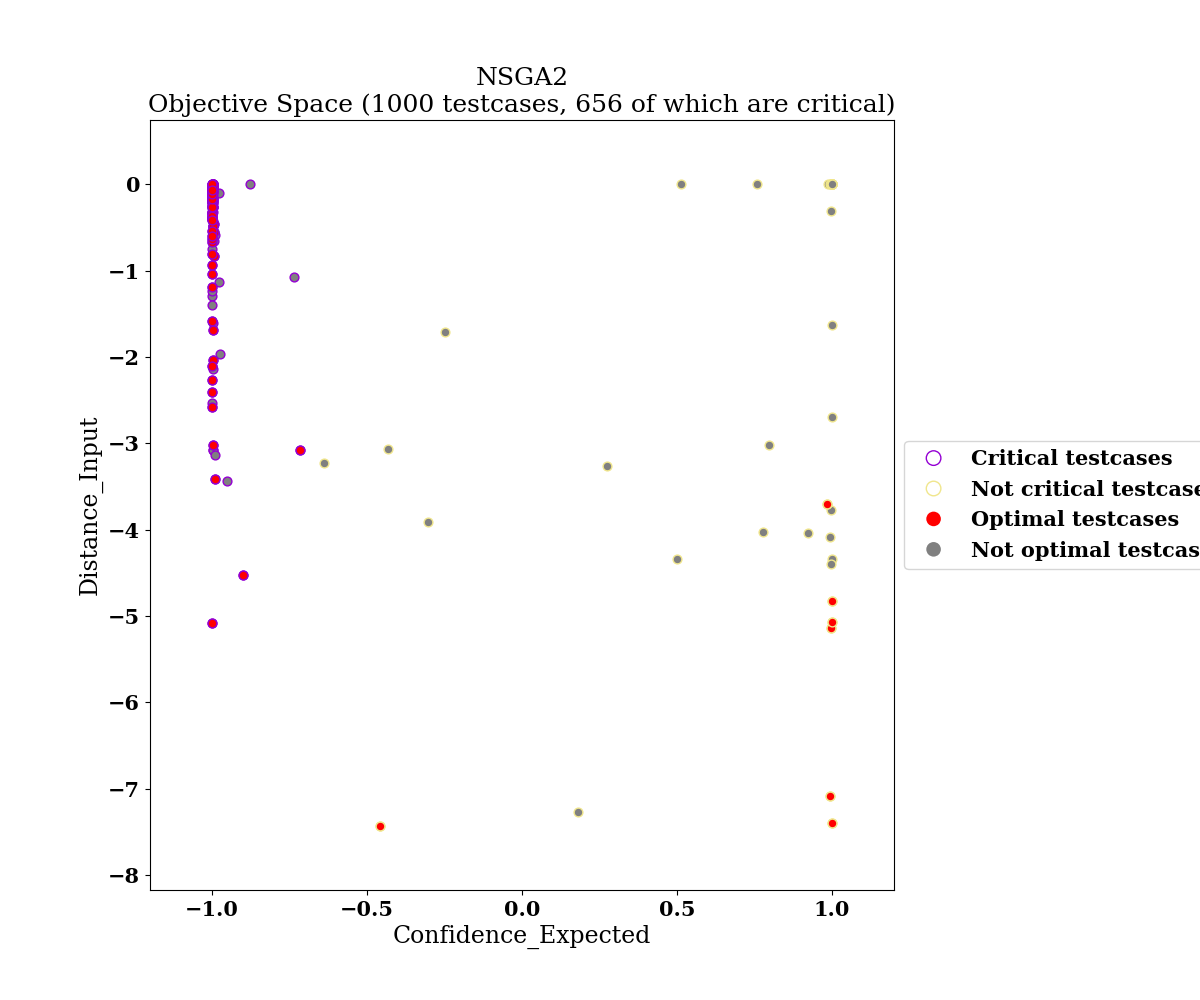 NSGA2
Objective Space (1000 testcases, 656 of which are critical)
0
−1
−2
−3
−4
−5
−6
−7
−8
Distance_Input
−1.0 −0.5 0.0 0.5 1.0
Confidence_Expected
Critical testcases
Not critical testcase
Optimal testcases
Not optimal testcas